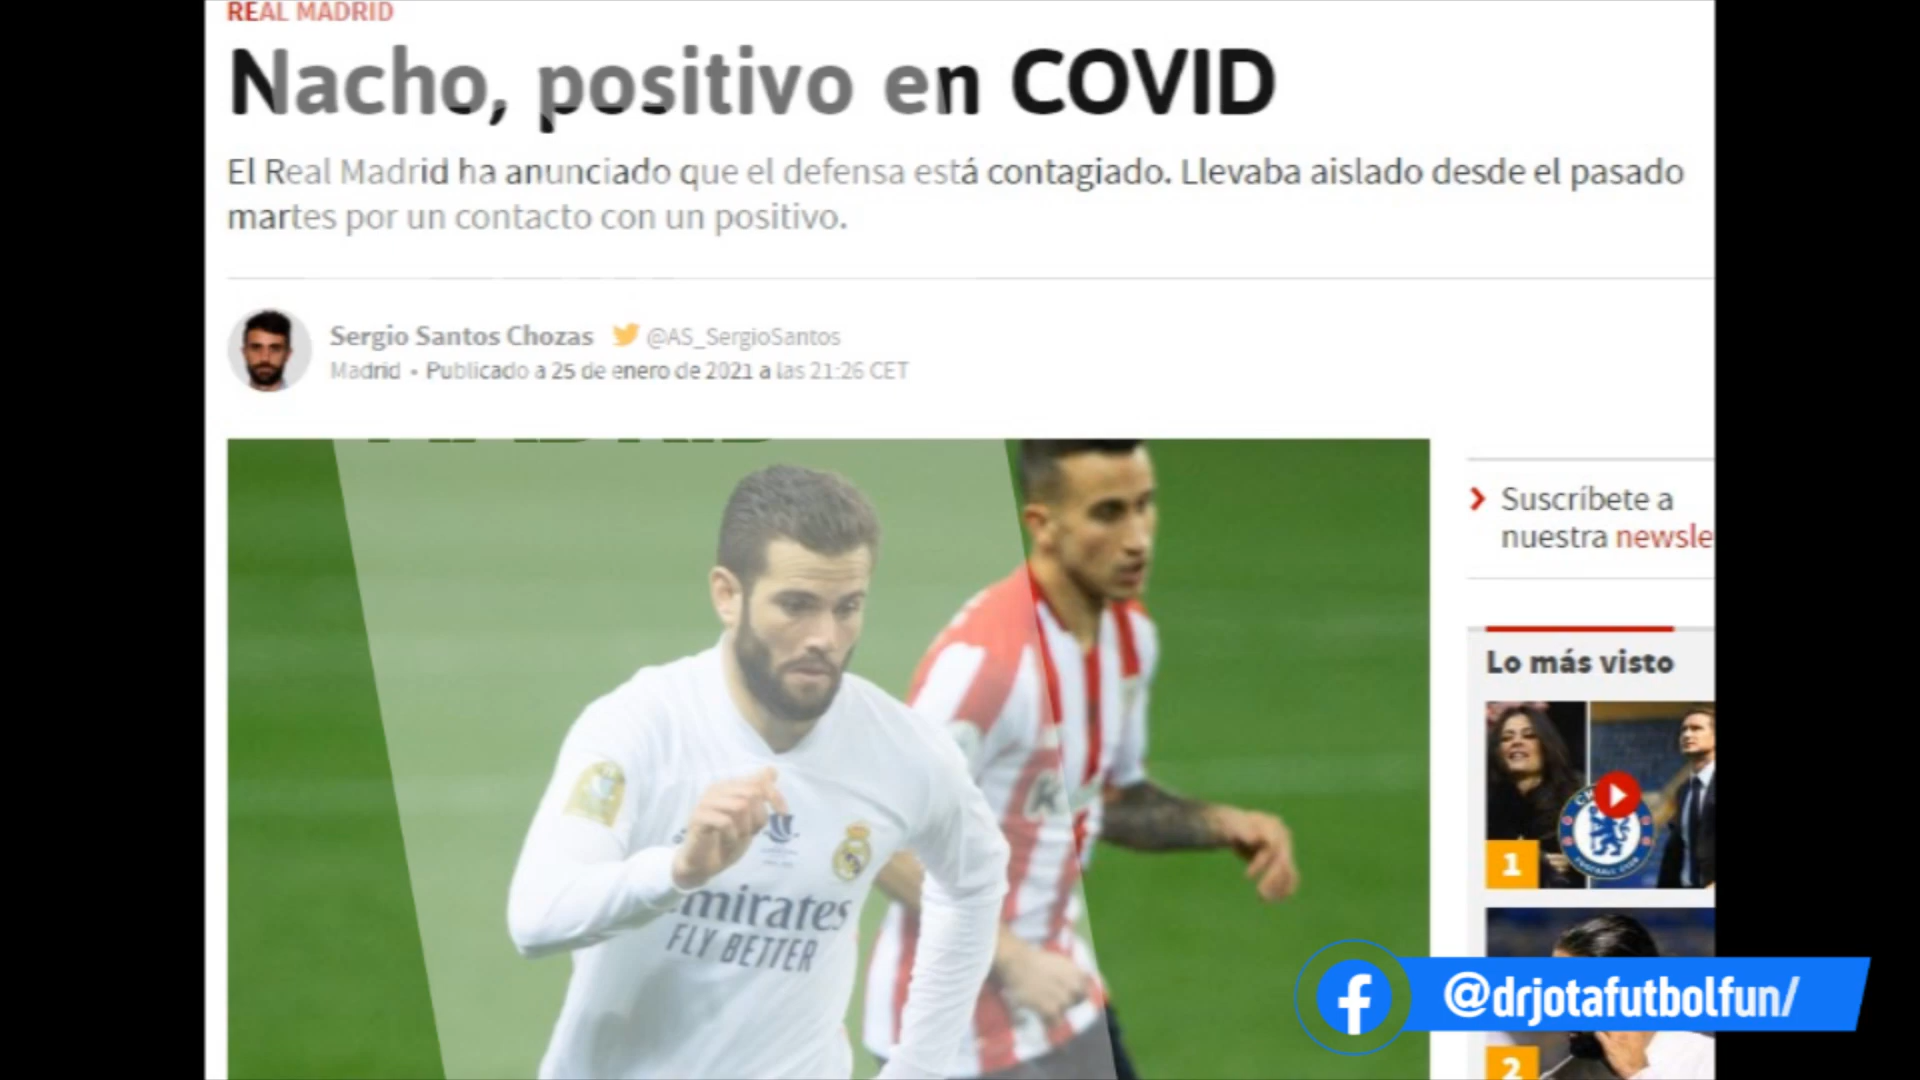 REAL MADRID
Nacho, positivo en COVID
El Real Madrid ha anunciado que el defensa está contagiado. Llevaba aislado desde el pasado
martes por un contacto con un positivo.
Sergio Santos Chozas @AS_SergioSantos
Madrid • Publicado a 25 de enero de 2021 a las 21:26 CET
Suscríbete a
nuestra newsle
Lo más visto
1
Emirates
FLY BETTER
@drjotafutbolfun/
2